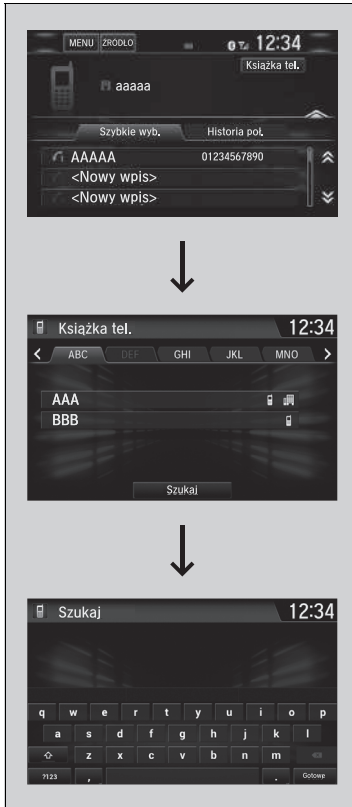 MENU ŹRÓDŁO 12:34
Książka tel.
aaaaa
Szybkie wyb. Historia poł.
AAAAA 01234567890
<Nowy wpis>
<Nowy wpis>
Książka tel. 12:34
ABC DEF GHI JKL MNO
AAA
BBB
Szukaj
Szukaj 12:34
q w e r t y u i o p
a s d f g h j k l
z x c v b n m
?123 , . Gotowe